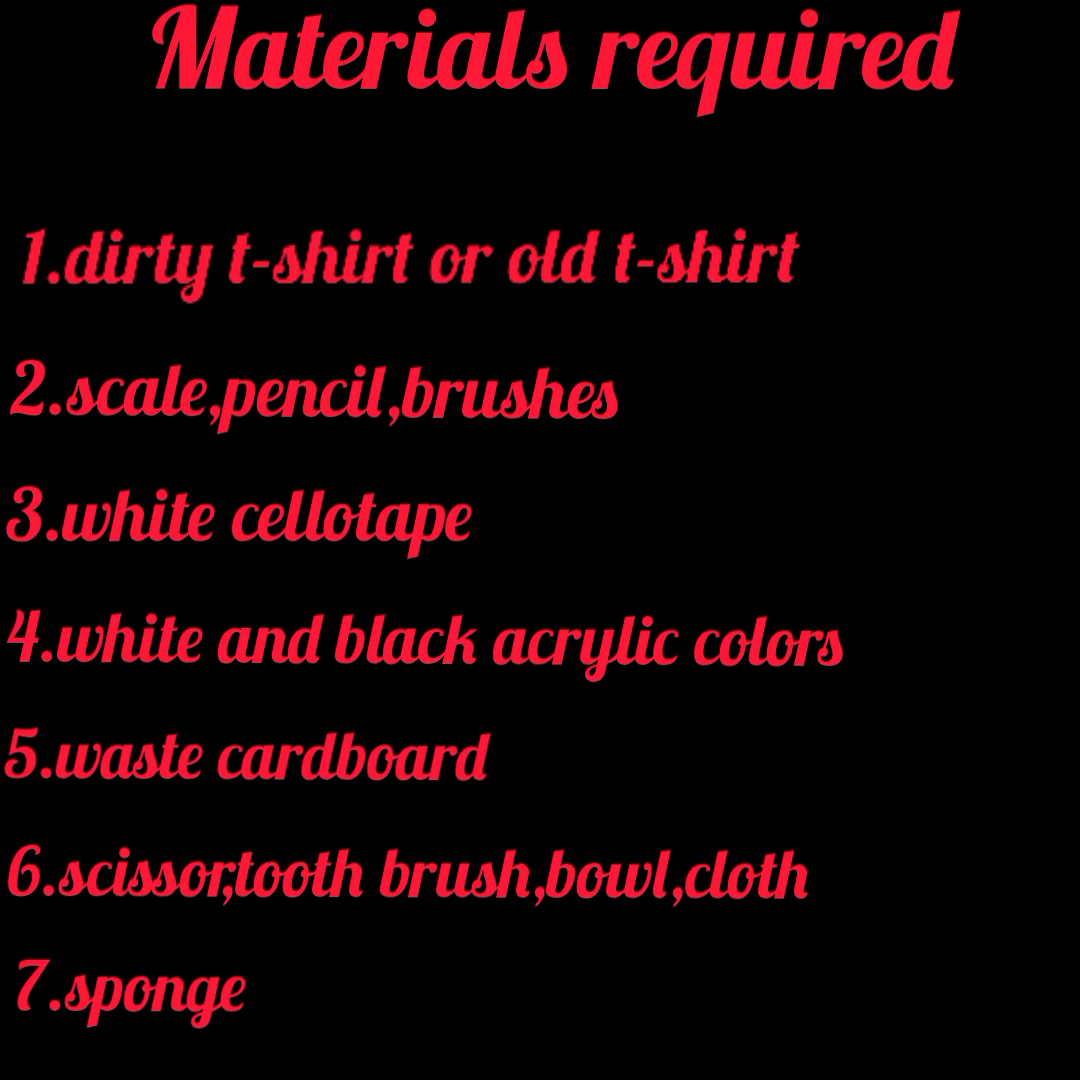 Materials required
1.dirty t-shirt or old t-shirt
2.scale,pencil,brushes
3.white cellotape
4.white and black acrylic colors
5.waste cardboard
6.scissor,tooth brush,bowl,cloth
7.sponge